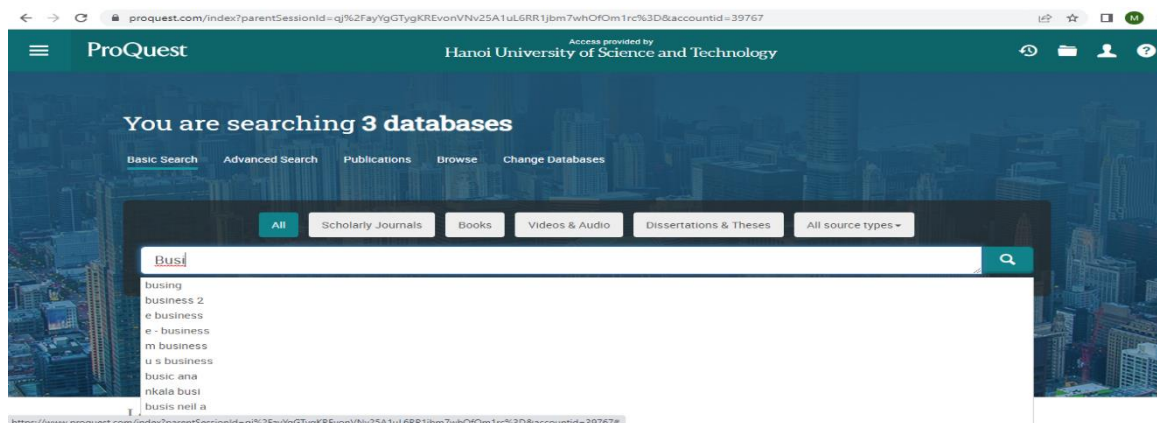 proquest.com/index?parentSessionId=qj%2FayYgGTygKREvonVNv25A1uL6RR1jbm7whOfOm1rc%3D&accountid=39767
M
ProQuest
Access provided by
Hanoi University of Science and Technology
You are searching 3 databases
Basic Search Advanced Search Publications Browse Change Databases
All Scholarly Journals Books Videos & Audio Dissertations & Theses All source types
Busi
busing
business 2
e business
e - business
m business
u s business
busic ana
nkala busi
busis neil a